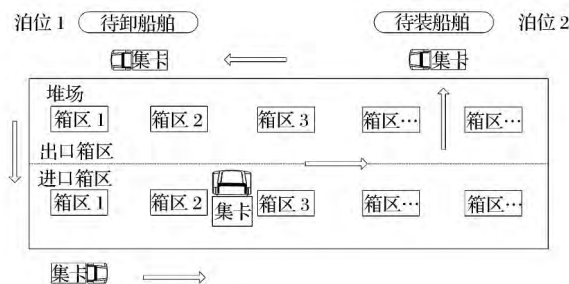 泊位 1 待卸船舶 待装船舶 泊位 2
集卡 集卡
堆场
箱区 1 箱区 2 箱区 3 箱区… 箱区…
出口箱区
进口箱区
箱区 1 箱区 2 集卡 箱区 3 箱区… 箱区…
集卡